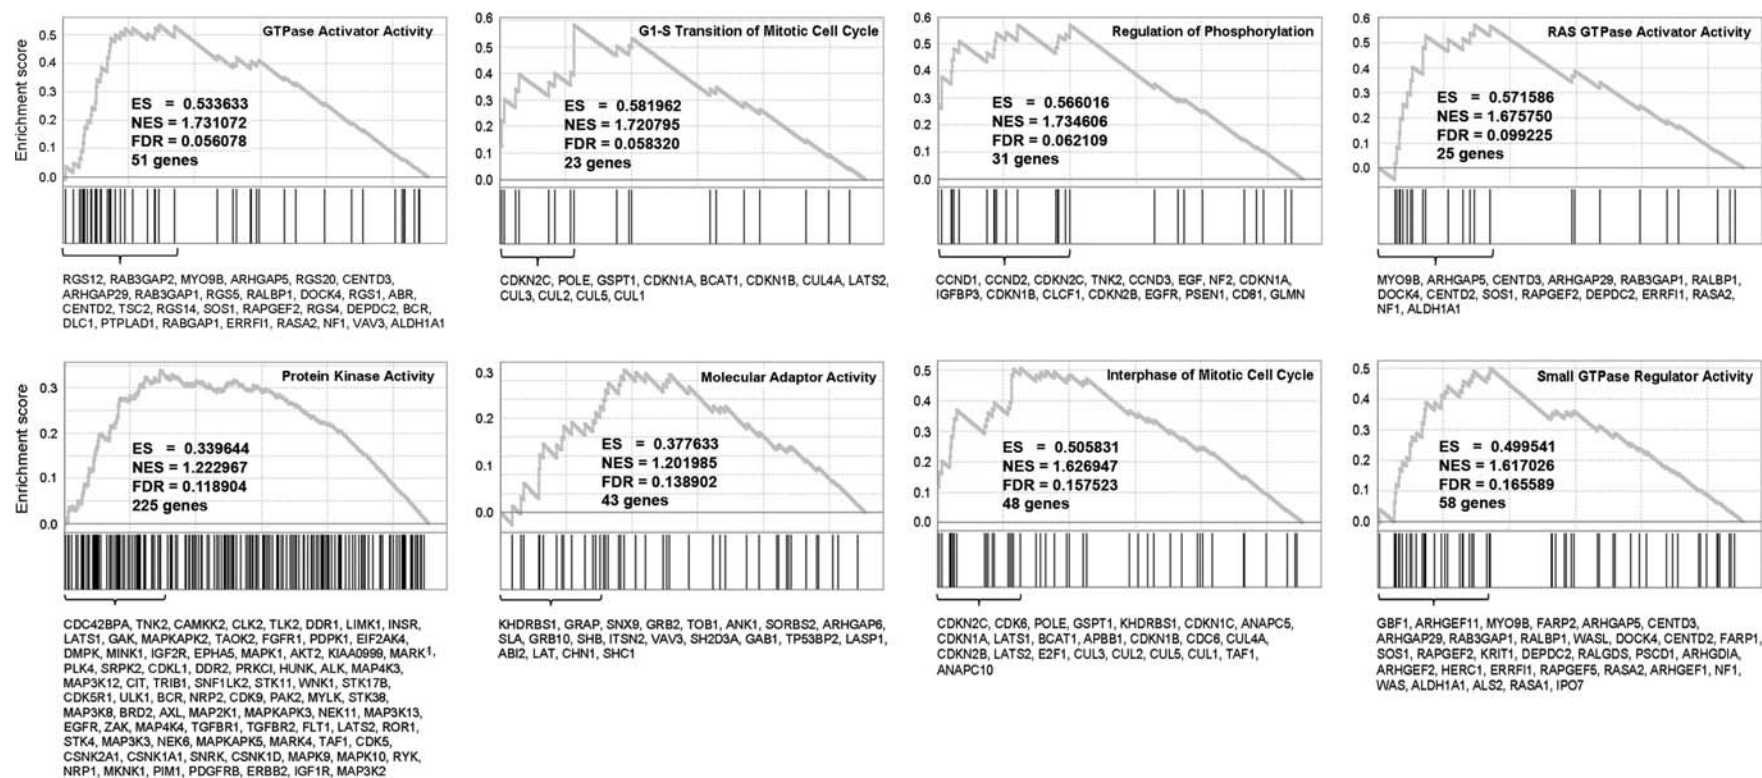 Enrichment score
0.5
0.4
0.3
0.2
0.1
0.0
GTPase Activator Activity
ES = 0.533633
NES = 1.731072
FDR = 0.056078
51 genes
RGS12, RAB3GAP2, MYO9B, ARHGAP5, RGS20, CENTD3,
ARHGAP29, RAB3GAP1, RGS5, RALBP1, DOCK4, RGS1, ABR,
CENTD2, TSC2, RGS14, SOS1, RAPGEF2, RGS4, DEPDC2, BCR,
DLC1, PTPLAD1, RABGAP1, ERRFI1, RASA2, NF1, VAV3, ALDH1A1
0.6
0.5
0.4
0.3
0.2
0.1
0.0
G1-S Transition of Mitotic Cell Cycle
ES = 0.581962
NES = 1.720795
FDR = 0.058320
23 genes
CDKN2C, POLE, GSPT1, CDKN1A, BCAT1, CDKN1B, CUL4A, LATS2,
CUL3, CUL2, CUL5, CUL1
0.6
0.5
0.4
0.3
0.2
0.1
0.0
Regulation of Phosphorylation
ES = 0.566016
NES = 1.734606
FDR = 0.062109
31 genes
CCND1, CCND2, CDKN2C, TNK2, CCND3, EGF, NF2, CDKN1A,
IGFBP3, CDKN1B, CLCF1, CDKN2B, EGFR, PSEN1, CD81, GLMN
0.6
0.5
0.4
0.3
0.2
0.1
0.0
RAS GTPase Activator Activity
ES = 0.571586
NES = 1.675750
FDR = 0.099225
25 genes
MYO9B, ARHGAP5, CENTD3, ARHGAP29, RAB3GAP1, RALBP1,
DOCK4, CENTD2, SOS1, RAPGEF2, DEPDC2, ERRFI1, RASA2,
NF1, ALDH1A1
Enrichment score
0.3
0.2
0.1
0.0
Protein Kinase Activity
ES = 0.339644
NES = 1.222967
FDR = 0.118904
225 genes
CDC42BPA, TNK2, CAMKK2, CLK2, TLK2, DDR1, LIMK1, INSR,
LATS1, GAK, MAPKAPK2, TAOK2, FGFR1, PDPK1, EIF2AK4,
DMPK, MINK1, IGF2R, EPHA5, MAPK1, AKT2, KIAA0999, MARK1,
PLK4, SRPK2, CDKL1, DDR2, PRKCI, HUNK, ALK, MAP4K3,
MAP3K12, CIT, TRIB1, SNF1LK2, STK11, WNK1, STK17B,
CDK5R1, ULK1, BCR, NRP2, CDK9, PAK2, MYLK, STK38,
MAP3K8, BRD2, AXL, MAP2K1, MAPKAPK3, NEK11, MAP3K13,
EGFR, ZAK, MAP4K4, TGFBR1, TGFBR2, FLT1, LATS2, ROR1,
STK4, MAP3K3, NEK6, MAPKAPK5, MARK4, TAF1, CDK5,
CSNK2A1, CSNK1A1, SNRK, CSNK1D, MAPK9, MAPK10, RYK,
NRP1, MKNK1, PIM1, PDGFRB, ERBB2, IGF1R, MAP3K2
0.3
0.2
0.1
0.0
Molecular Adaptor Activity
ES = 0.377633
NES = 1.201985
FDR = 0.138902
43 genes
KHDRBS1, GRAP, SNX9, GRB2, TOB1, ANK1, SORBS2, ARHGAP6,
SLA, GRB10, SHB, ITSN2, VAV3, SH2D3A, GAB1, TP53BP2, LASP1,
ABI2, LAT, CHN1, SHC1
0.5
0.4
0.3
0.2
0.1
0.0
Interphase of Mitotic Cell Cycle
ES = 0.505831
NES = 1.626947
FDR = 0.157523
48 genes
CDKN2C, CDK6, POLE, GSPT1, KHDRBS1, CDKN1C, ANAPC5,
CDKN1A, LATS1, BCAT1, APBB1, CDKN1B, CDC6, CUL4A,
CDKN2B, LATS2, E2F1, CUL3, CUL2, CUL5, CUL1, TAF1,
ANAPC10
0.5
0.4
0.3
0.2
0.1
0.0
Small GTPase Regulator Activity
ES = 0.499541
NES = 1.617026
FDR = 0.165589
58 genes
GBF1, ARHGEF11, MYO9B, FARP2, ARHGAP5, CENTD3,
ARHGAP29, RAB3GAP1, RALBP1, WASL, DOCK4, CENTD2, FARP1,
SOS1, RAPGEF2, KRIT1, DEPDC2, RALGDS, PSCD1, ARHGDIA,
ARHGEF2, HERC1, ERRFI1, RAPGEF5, RASA2, ARHGEF1, NF1,
WAS, ALDH1A1, ALS2, RASA1, IPO7